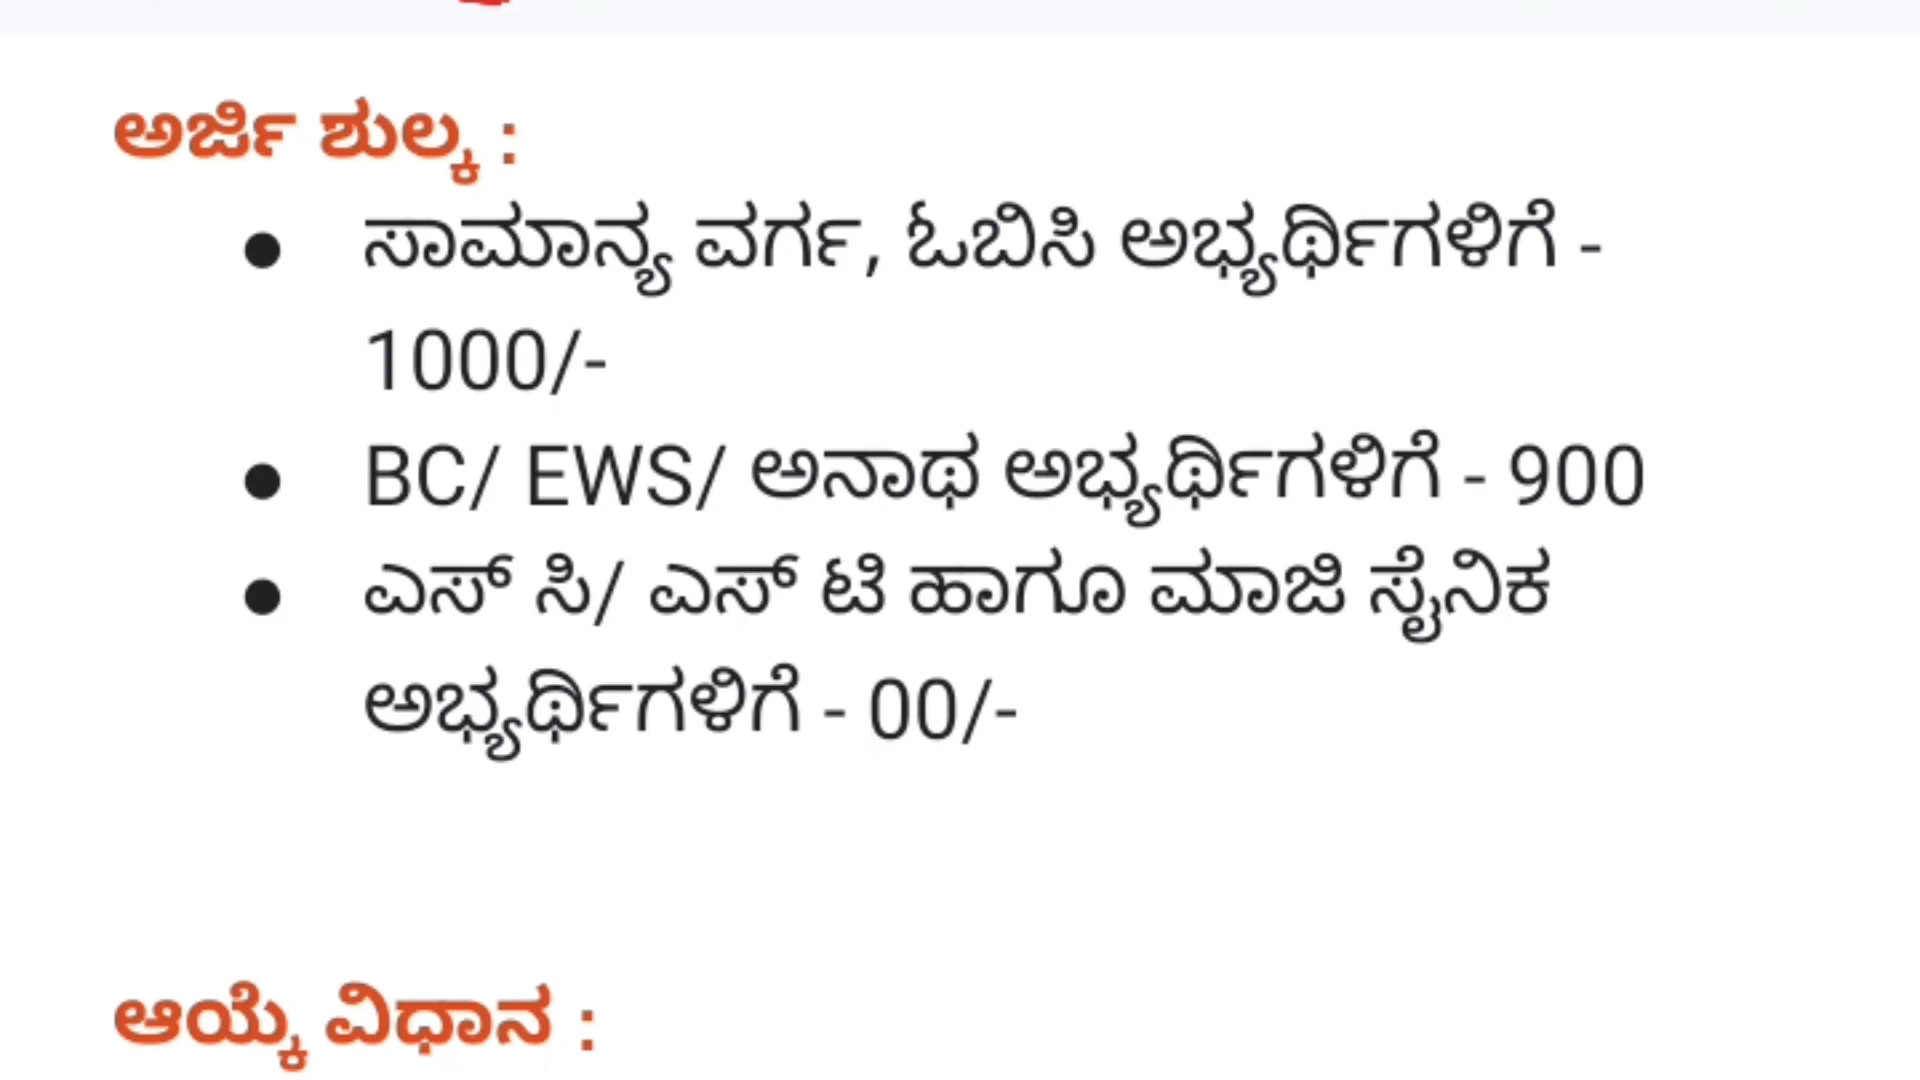 ಅರ್ಜಿ ಶುಲ್ಕ :
● ಸಾಮಾನ್ಯ ವರ್ಗ, ಓಬಿಸಿ ಅಭ್ಯರ್ಥಿಗಳಿಗೆ -
1000/-
● BC/ EWS/ ಅನಾಥ ಅಭ್ಯರ್ಥಿಗಳಿಗೆ - 900
● ಎಸ್ ಸಿ/ ಎಸ್ ಟಿ ಹಾಗೂ ಮಾಜಿ ಸೈನಿಕ
ಅಭ್ಯರ್ಥಿಗಳಿಗೆ - 00/-
ಆಯ್ಕೆ ವಿಧಾನ :